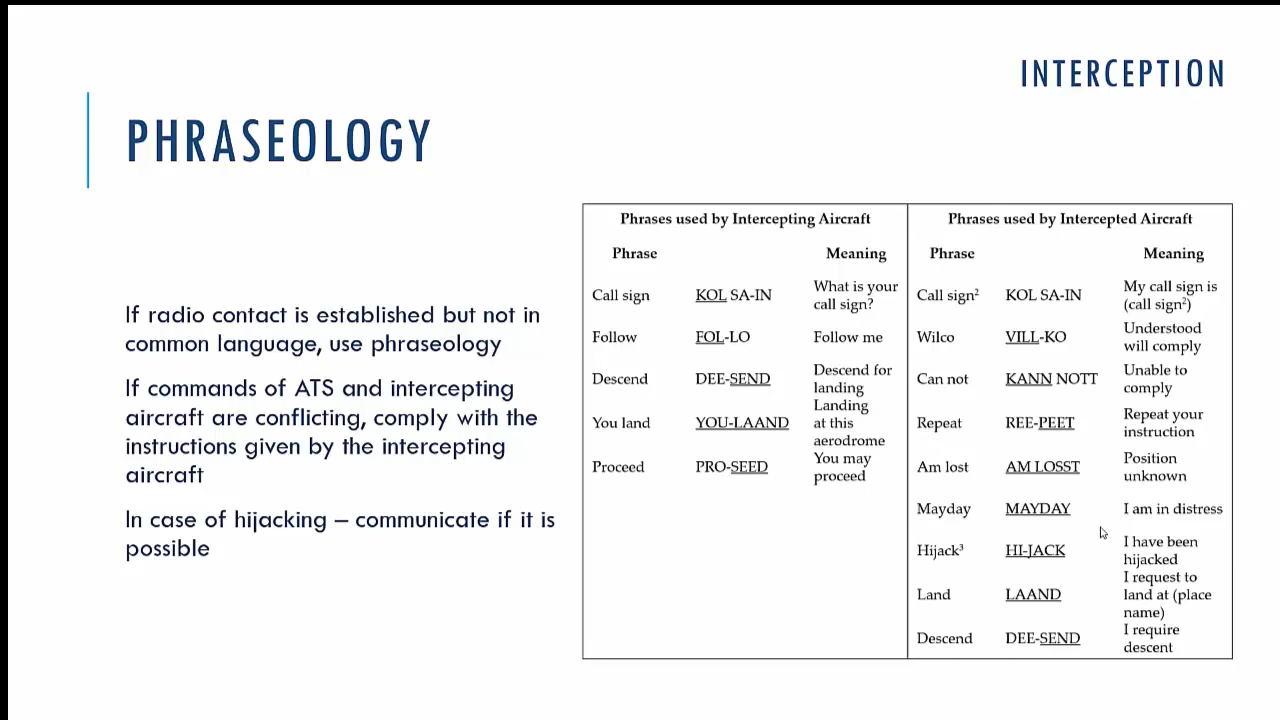 INTERCEPTION
PHRASEOLOGY
If radio contact is established but not in
common language, use phraseology
If commands of ATS and intercepting
aircraft are conflicting, comply with the
instructions given by the intercepting
aircraft
In case of hijacking – communicate if it is
possible
Phrases used by Intercepting Aircraft
Phrase Meaning
Call sign KOL SA-IN What is your
call sign?
Follow FOL-LO Follow me
Descend DEE-SEND Descend for
landing
You land YOU-LAAND Landing
at this
aerodrome
Proceed PRO-SEED You may
proceed
Phrases used by Intercepted Aircraft
Phrase Meaning
Call sign² KOL SA-IN My call sign is
(call sign²)
Wilco VILL-KO Understood
will comply
Can not KANN NOTT Unable to
comply
Repeat REE-PEET Repeat your
instruction
Am lost AM LOSST Position
unknown
Mayday MAYDAY I am in distress
Hijack³ HI-JACK I have been
hijacked
Land LAAND I request to
land at (place
name)
Descend DEE-SEND I require
descent